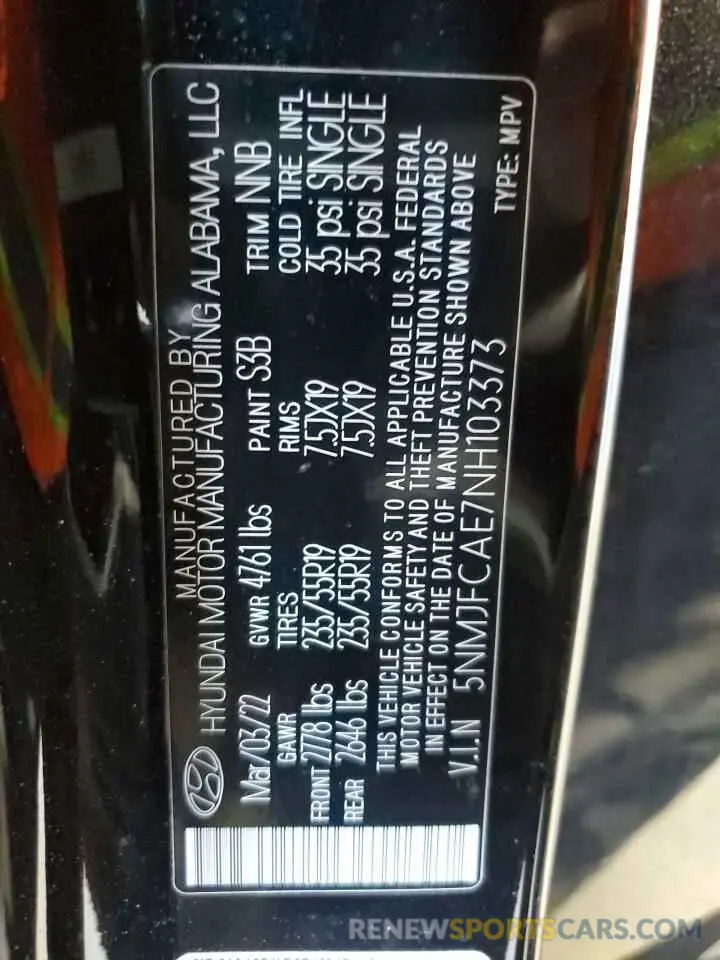 MANUFACTURED BY
HYUNDAI MOTOR MANUFACTURING ALABAMA, LLC
Mar/03/22 GVWR 4761 lbs PAINT S3B TRIM NNB
GAWR TIRES RIMS COLD TIRE INFL
FRONT 2778 lbs 235/55R19 7.5JX19 35 psi SINGLE
REAR 2646 lbs 235/55R19 7.5JX19 35 psi SINGLE
THIS VEHICLE CONFORMS TO ALL APPLICABLE U.S.A. FEDERAL
MOTOR VEHICLE SAFETY AND THEFT PREVENTION STANDARDS
IN EFFECT ON THE DATE OF MANUFACTURE SHOWN ABOVE
V.I.N 5NMJFCAE7NH103373 TYPE: MPV
RENEWSPORTSCARS.COM